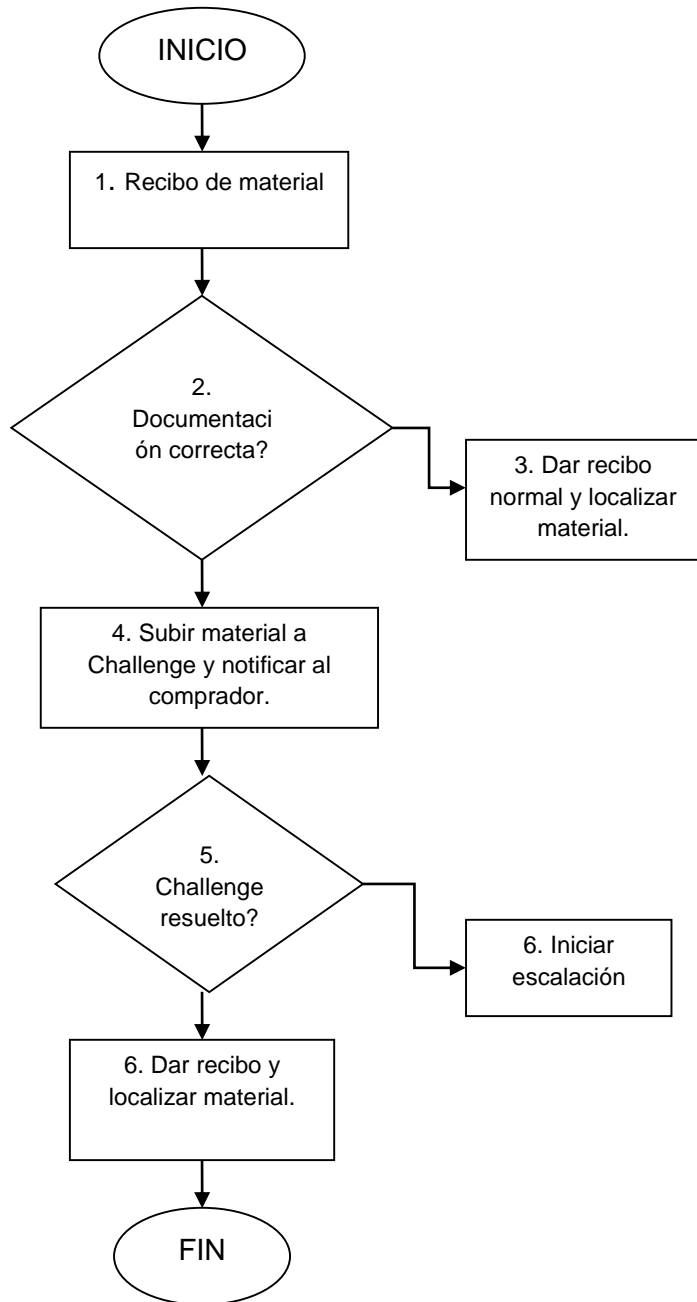 INICIO
1. Recibo de material
2.
Documentaci
ón correcta?
3. Dar recibo
normal y localizar
material.
4. Subir material a
Challenge y notificar al
comprador.
5.
Challenge
resuelto?
6. Iniciar
escalación
6. Dar recibo y
localizar material.
FIN